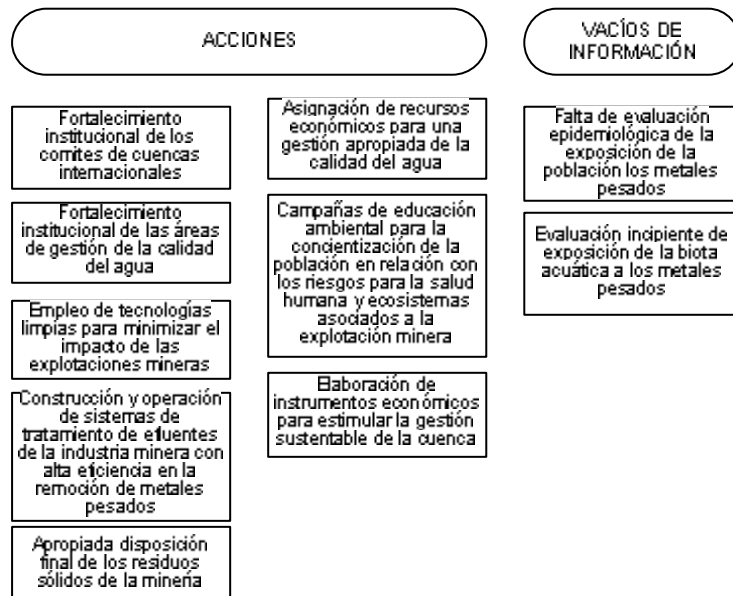 ACCIONES
VACÍOS DE
INFORMACIÓN
Fortalecimiento
institucional de los
comites de cuencas
internacionales
Fortalecimiento
institucional de las áreas
de gestión de la calidad
del agua
Empleo de tecnologías
limpías para minimizar el
impacto de las
explotaciones mineras
Construcción y operación
de sistemas de
tratamiento de efluentes
de la industria minera con
alta eficiencia en la
remoción de metales
pesados
Apropiada disposición
final de los residuos
sólidos de la minería
Asignación de recursos
económicos para una
gestión apropiada de la
calidad del agua
Campañas de educación
ambiental para la
concientización de la
población en relación con
los riesgos para la salud
humana y ecosistemas
asociados a la
explotación minera
Elaboración de
instrumentos económicos
para estimular la gestión
sustentable de la cuenca
Falta de evaluación
epidemiológica de la
exposición de la
población los metales
pesados
Evaluación incipiente de
exposición de la biota
acuática a los metales
pesados